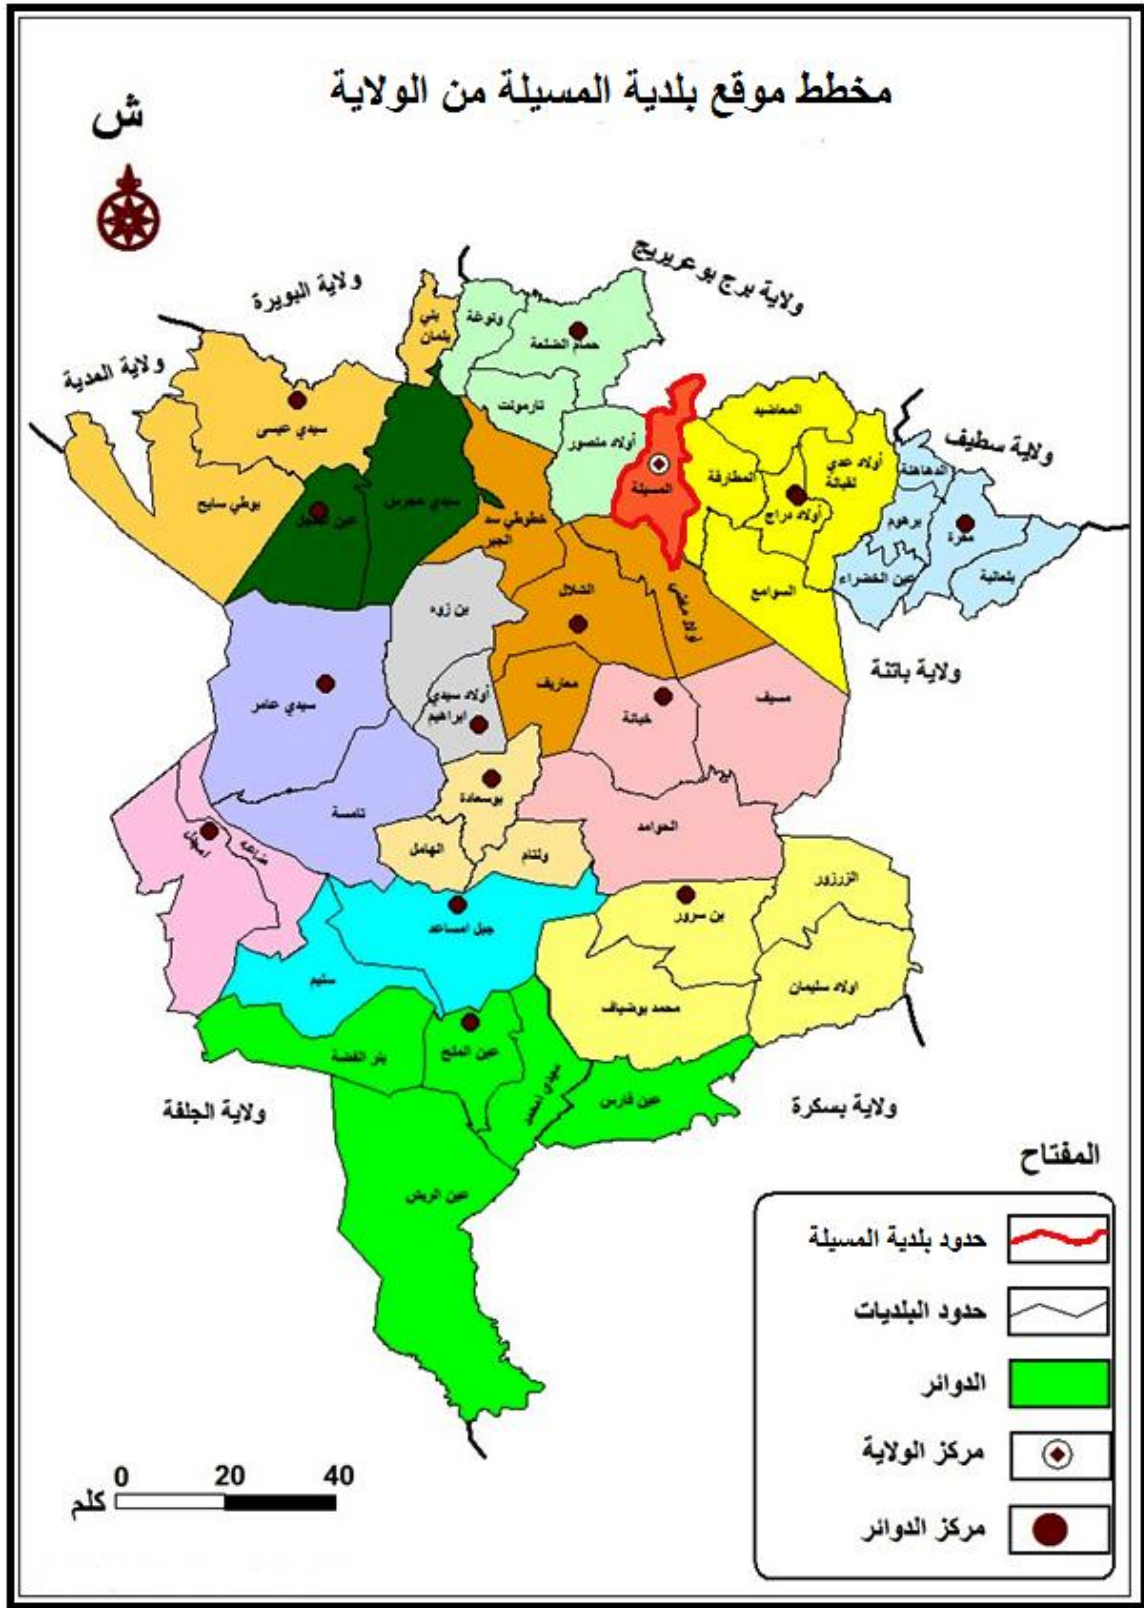 مخطط موقع بلدية المسيلة من الولاية
ش
ولاية برج بوعريريج
ولاية البويرة
ولاية المدية
ولاية سطيف
بني
يلمان
ونوغة
حمام الضلعة
تارمونت
أولاد منصور
المسيلة
المعاضيد
المطارفة
أولاد عدي
لقبالة
أولاد دراج
السوامع
الدهاهنة
برهوم
مقرة
عين الخضراء
بلعايبة
سيدي عيسى
بوطي سايح
عين الحجل
سيدي هجرس
خطوطي سد
الجير
الشلال
أولاد ماضي
معاريف
بن زوه
أولاد سيدي
ابراهيم
سيدي عامر
تامسة
خبانة
مسيف
الحوامد
ولاية باتنة
بوسعادة
الهامل
ولتام
امجدل
مناعه
جبل امساعد
سليم
بن سرور
الزرزور
اولاد سليمان
محمد بوضياف
بئر الفضة
عين الملح
سيدي امحمد
عين فارس
عين الريش
ولاية الجلفة
ولاية بسكرة
المفتاح
حدود بلدية المسيلة
حدود البلديات
الدوائر
مركز الولاية
مركز الدوائر
0 20 40
كلم